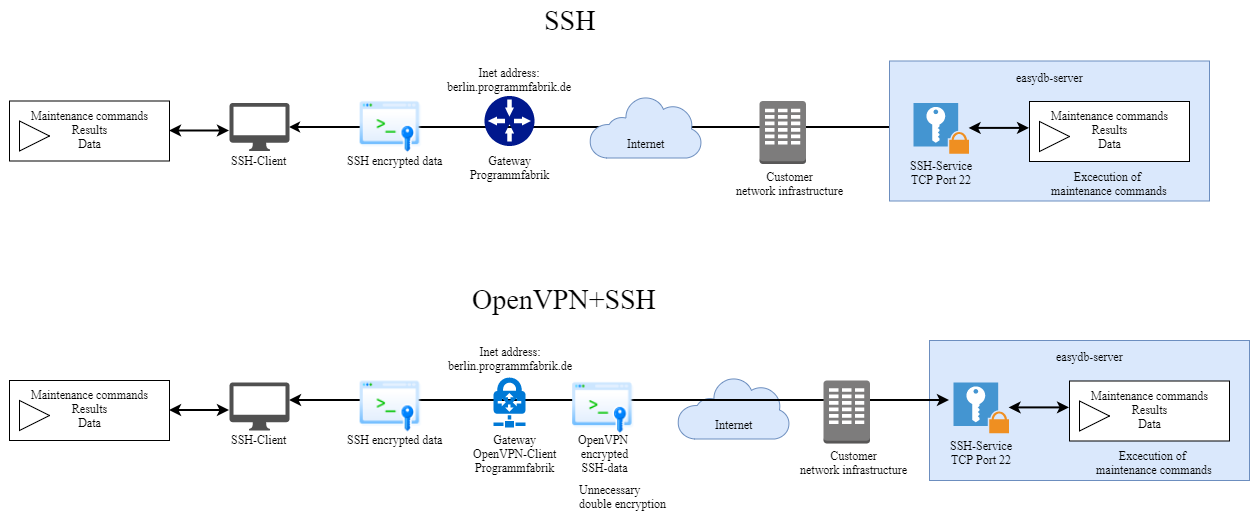 SSH
Inet address:
berlin.programmfabrik.de
easydb-server
Maintenance commands
Results
Data
SSH-Client
SSH encrypted data
Gateway
Programmfabrik
Internet
Customer
network infrastructure
SSH-Service
TCP Port 22
Maintenance commands
Results
Data
Excecution of
maintenance commands
OpenVPN+SSH
Inet address:
berlin.programmfabrik.de
easydb-server
Maintenance commands
Results
Data
SSH-Client
SSH encrypted data
Gateway
OpenVPN-Client
Programmfabrik
OpenVPN
encrypted
SSH-data
Unnecessary
double encryption
Internet
Customer
network infrastructure
SSH-Service
TCP Port 22
Maintenance commands
Results
Data
Excecution of
maintenance commands